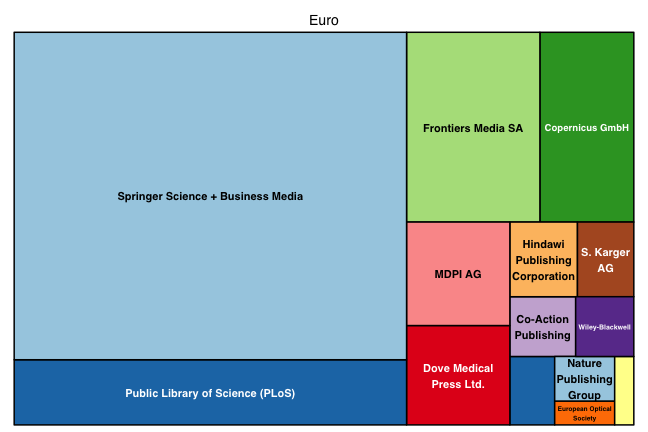 Euro
Springer Science + Business Media
Public Library of Science (PLoS)
Frontiers Media SA
Copernicus GmbH
MDPI AG
Dove Medical
Press Ltd.
Hindawi
Publishing
Corporation
S. Karger
AG
Co-Action
Publishing
Wiley-Blackwell
Nature
Publishing
Group
European Optical
Society